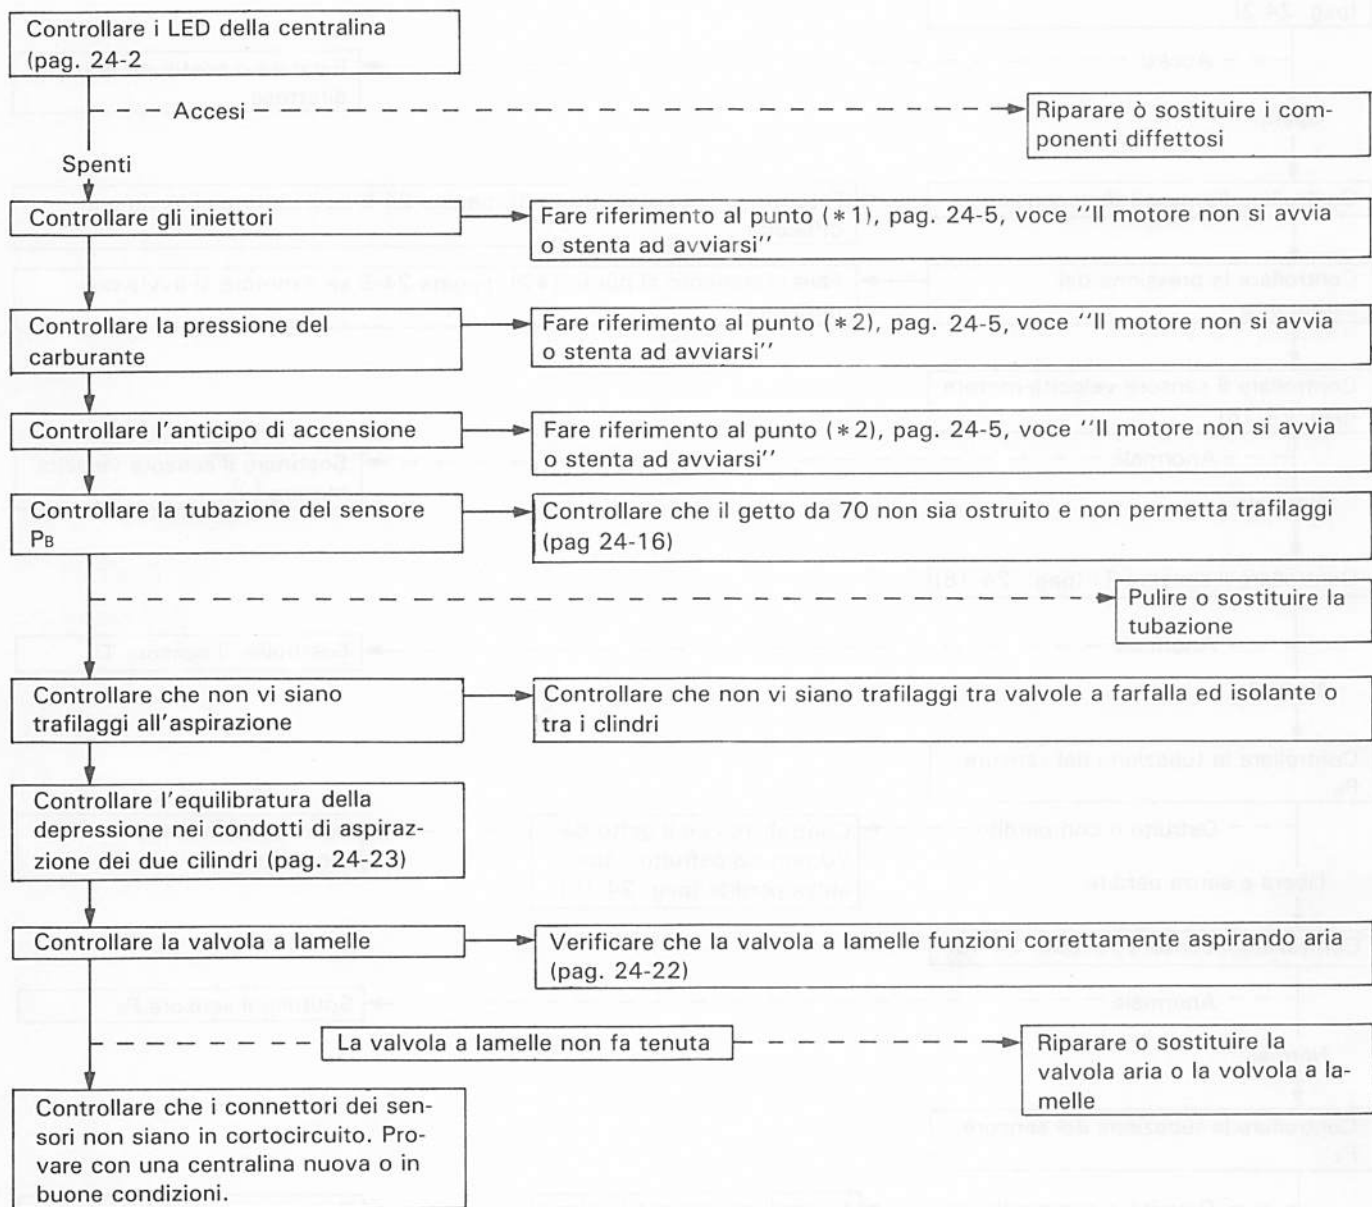 Controllare i LED della centralina
(pag. 24-2
Accesi
Riparare ò sostituire i com-
ponenti diffettosi
Spenti
Controllare gli iniettori
Fare riferimento al punto (*1), pag. 24-5, voce ‘‘Il motore non si avvia
o stenta ad avviarsi’’
Controllare la pressione del
carburante
Fare riferimento al punto (*2), pag. 24-5, voce ‘‘Il motore non si avvia
o stenta ad avviarsi’’
Controllare l'anticipo di accensione
Fare riferimento al punto (*2), pag. 24-5, voce ‘‘Il motore non si avvia
o stenta ad avviarsi’’
Controllare la tubazione del sensore
PB
Controllare che il getto da 70 non sia ostruito e non permetta trafilaggi
(pag 24-16)
Pulire o sostituire la
tubazione
Controllare che non vi siano
trafilaggi all'aspirazione
Controllare che non vi siano trafilaggi tra valvole a farfalla ed isolante o
tra i clindri
Controllare l'equilibratura della
depressione nei condotti di aspiraz-
zione dei due cilindri (pag. 24-23)
Controllare la valvola a lamelle
Verificare che la valvola a lamelle funzioni correttamente aspirando aria
(pag. 24-22)
La valvola a lamelle non fa tenuta
Riparare o sostituire la
valvola aria o la volvola a la-
melle
Controllare che i connettori dei sen-
sori non siano in cortocircuito. Pro-
vare con una centralina nuova o in
buone condizioni.